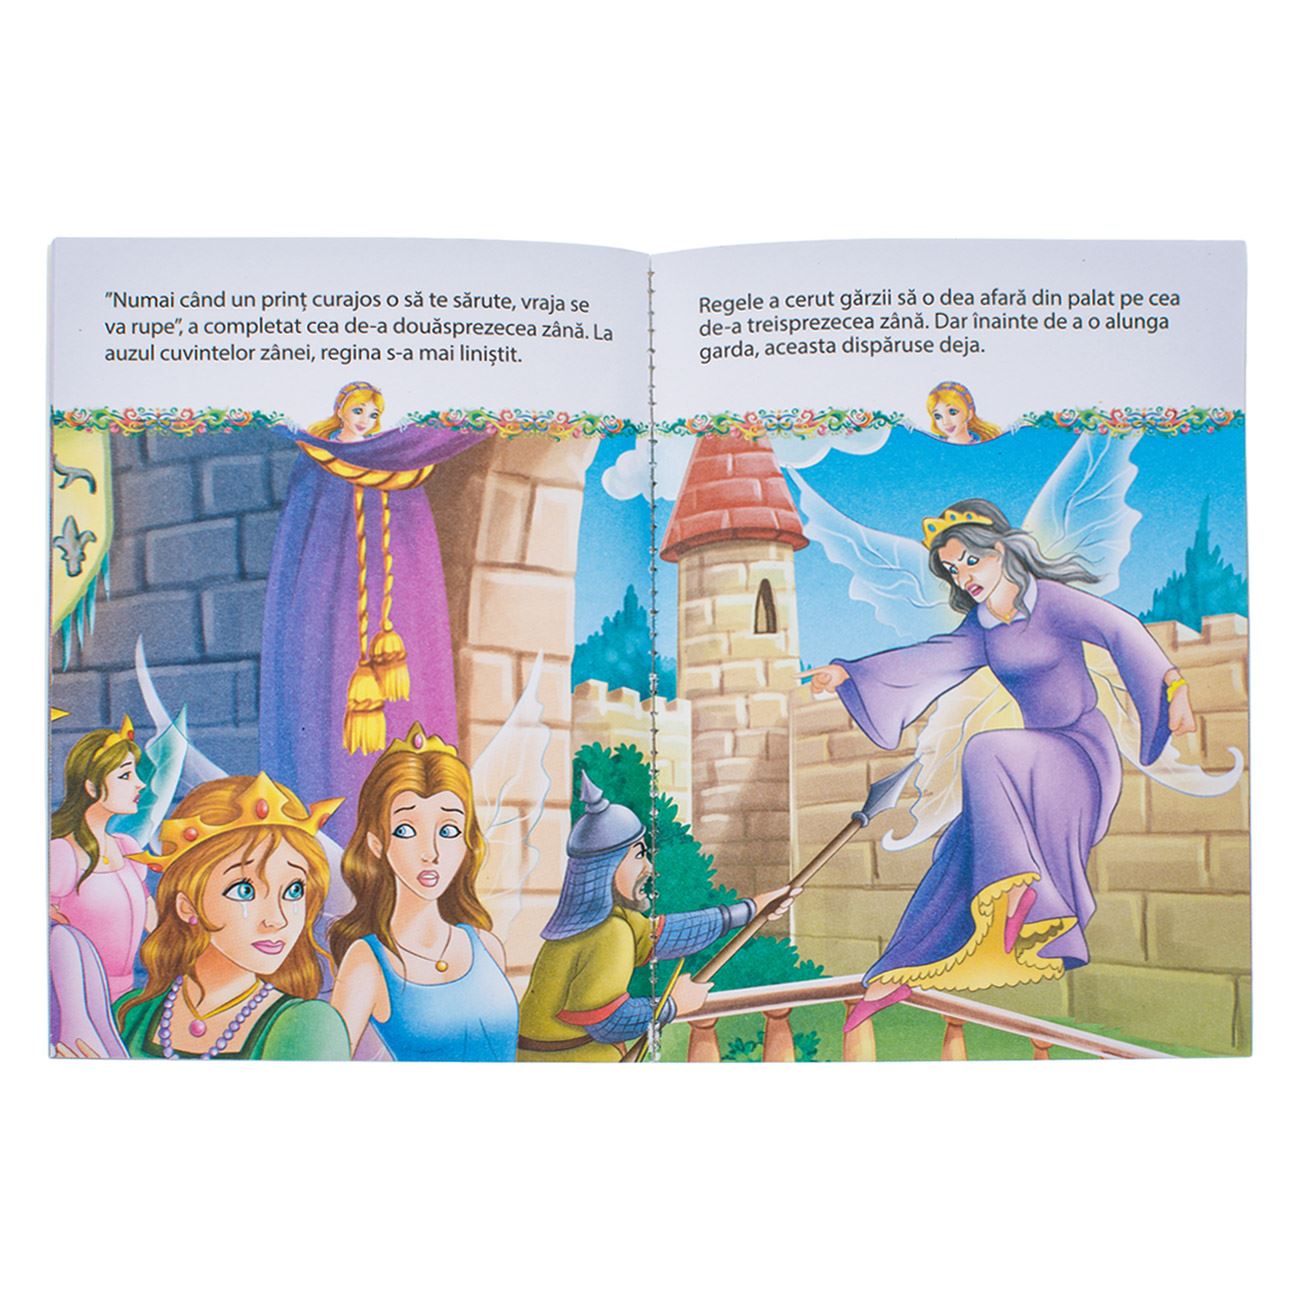 ”Numai când un prinț curajos o să te sărute, vraja se
va rupe”, a completat cea de-a douăsprezecea zână. La
auzul cuvintelor zânei, regina s-a mai liniștit.
Regele a cerut gărzii să o dea afară din palat pe cea
de-a treisprezecea zână. Dar înainte de a o alunga
garda, aceasta dispăruse deja.